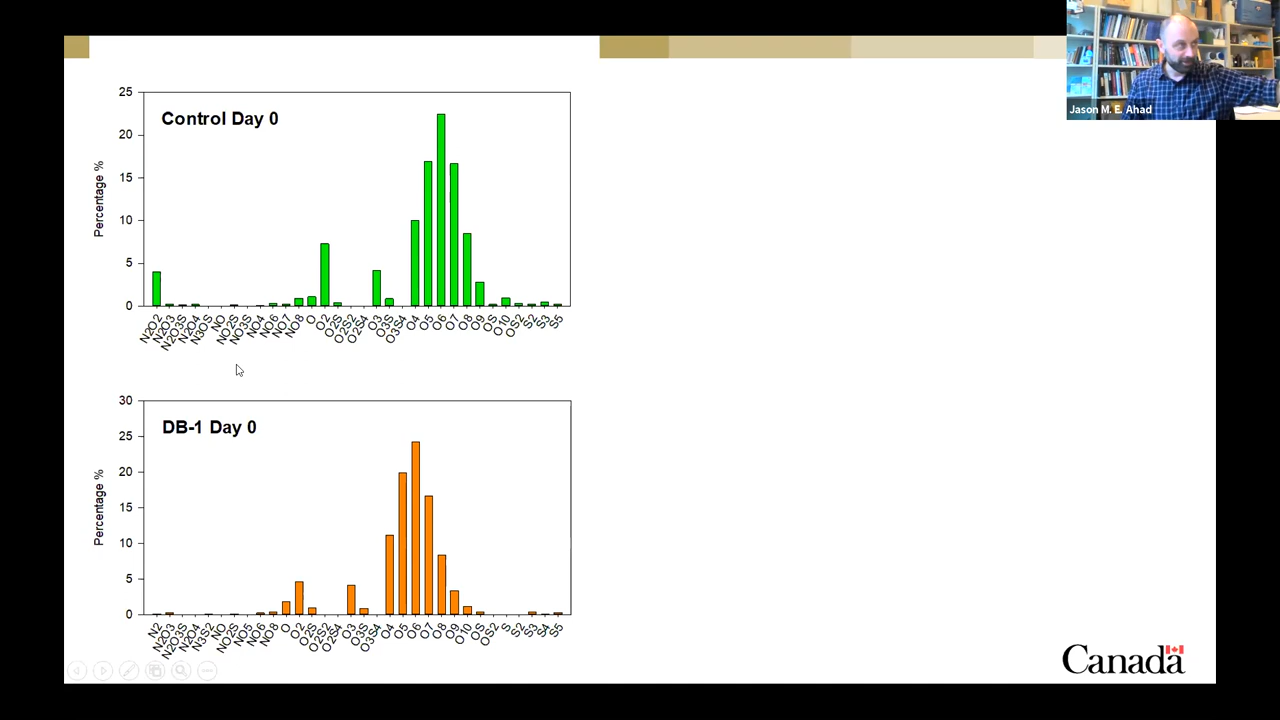 Jason M. E. Ahad
Control Day 0
Percentage %
25
20
15
10
5
0
N2O2 N2O3 N2O3S N2O4 N3OS NO NO2S NO3S NO4 NO6 NO7 NO8 O O2 O2S O2S2 O2S4 O3 O3S O3S4 O4 O5 O6 O7 O8 O9 OS O10 OS2 S2 S3 S5
DB-1 Day 0
Percentage %
30
25
20
15
10
5
0
N2 N2O3 N2O3S N2O4 N3S2 NO NO2S NO5 NO6 NO8 O O2 O2S O2S2 O2S4 O3 O3S O3S4 O4 O5 O6 O7 O8 O9 O10 OS OS2 S S2 S3 S4 S5
Canada